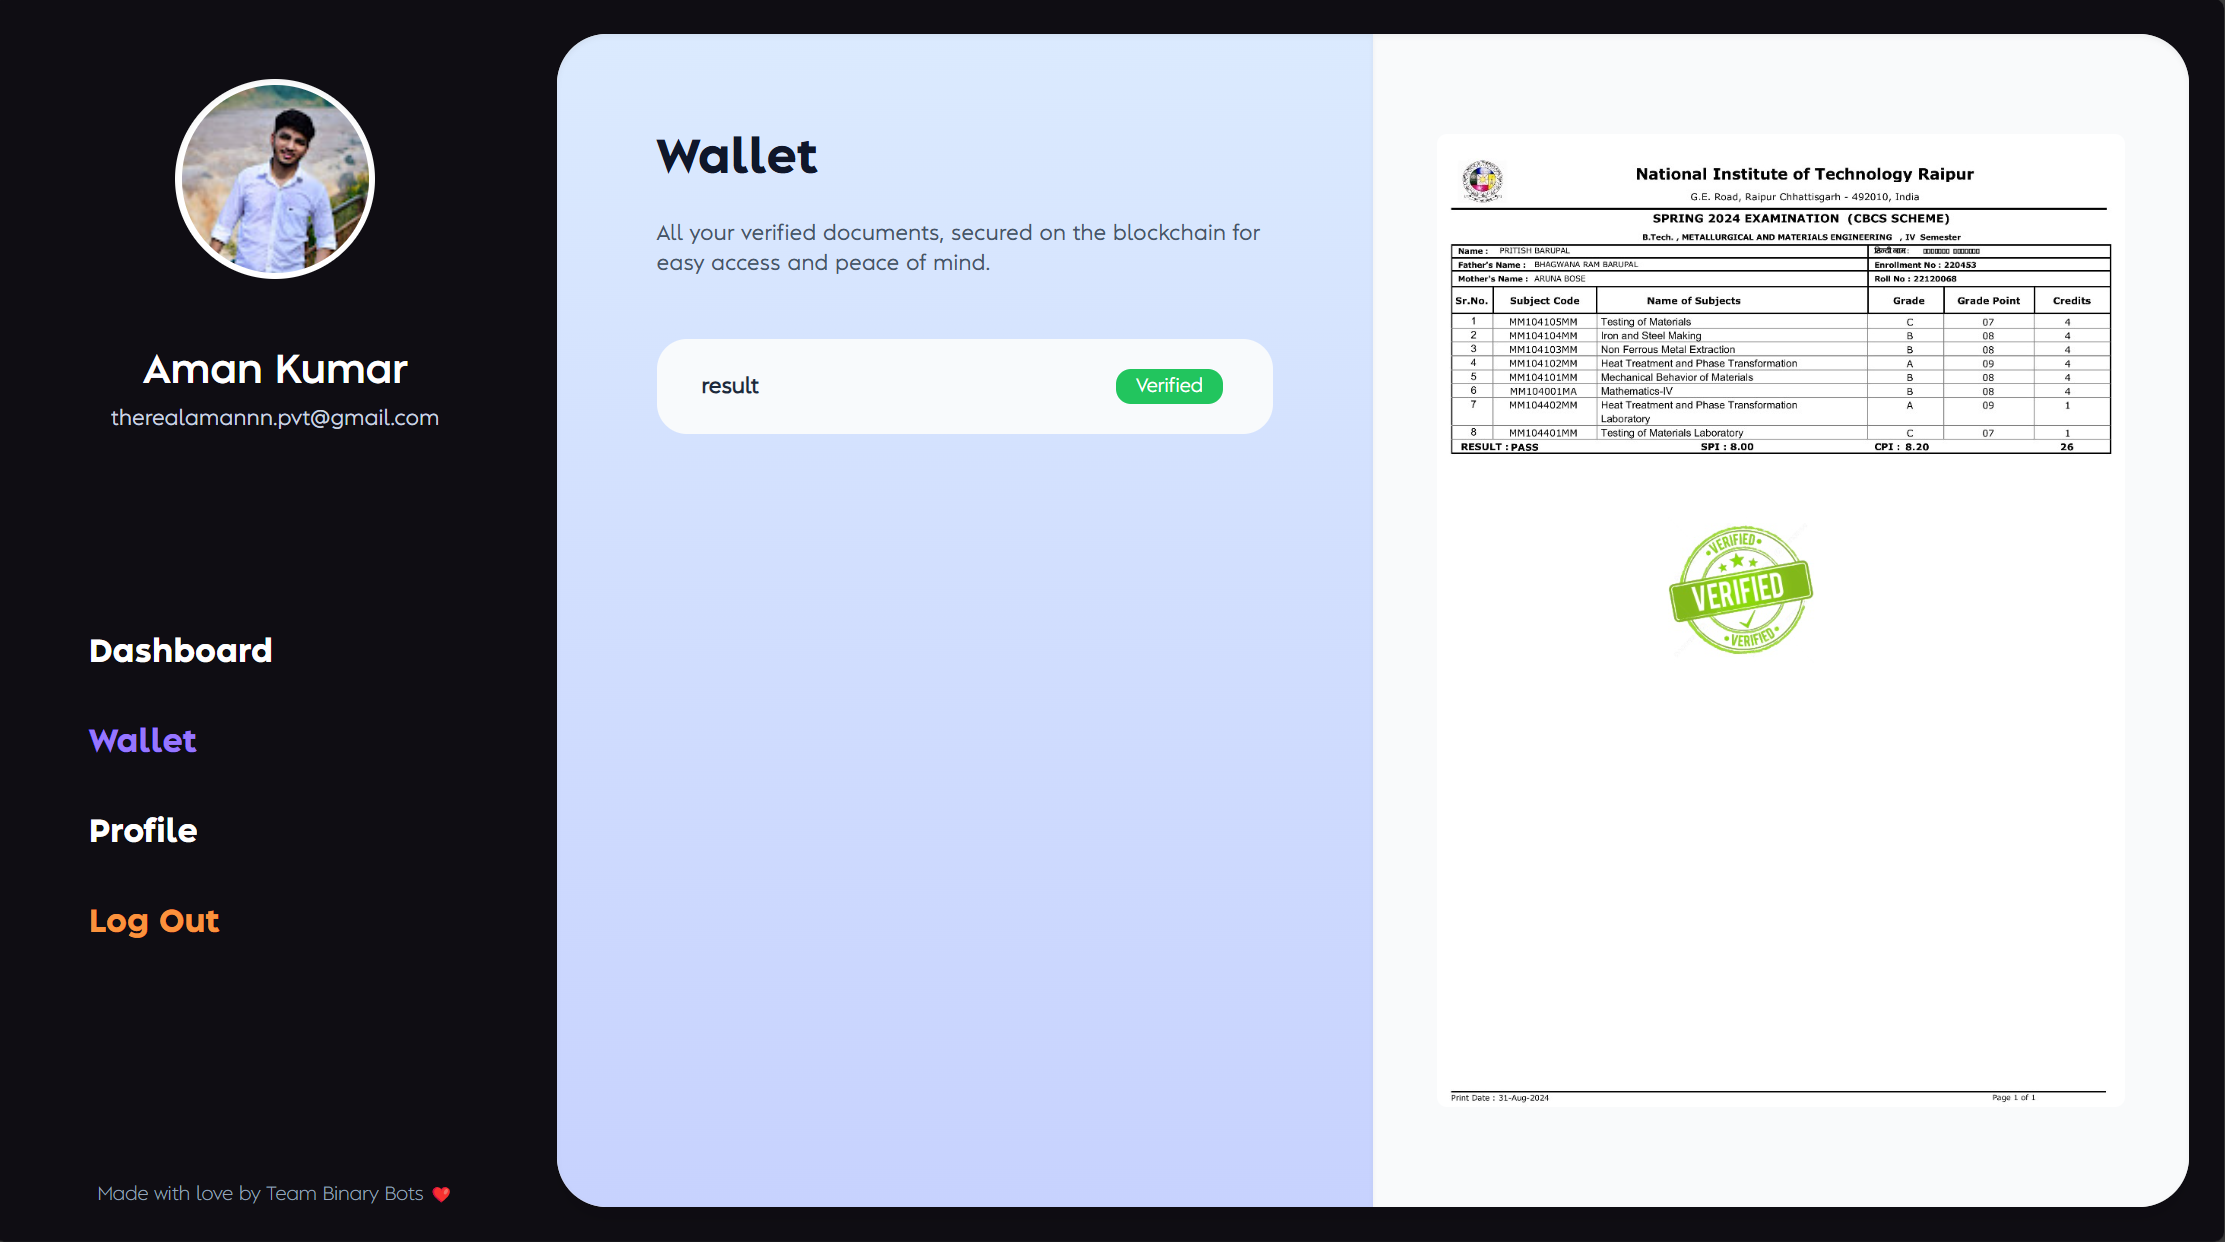 Aman Kumar
therealamannn.pvt@gmail.com
Dashboard
Wallet
Profile
Log Out
Made with love by Team Binary Bots ❤️
Wallet
All your verified documents, secured on the blockchain for
easy access and peace of mind.
result Verified
National Institute of Technology Raipur
G.E. Road, Raipur Chhattisgarh - 492010, India
SPRING 2024 EXAMINATION (CBCS SCHEME)
B.Tech. , METALLURGICAL AND MATERIALS ENGINEERING , IV Semester
Name : PRITISH BARUPAL
Father's Name : BHAGWANA RAM BARUPAL Enrollment No : 220453
Mother's Name : ARUNA BOSE Roll No : 22120068
Sr.No. Subject Code Name of Subjects Grade Grade Point Credits
1 MM104105MM Testing of Materials C 07 4
2 MM104104MM Iron and Steel Making B 08 4
3 MM104103MM Non Ferrous Metal Extraction B 08 4
4 MM104102MM Heat Treatment and Phase Transformation A 09 4
5 MM104101MM Mechanical Behavior of Materials B 08 4
6 MM104001MA Mathematics-IV B 08 4
7 MM104402MM Heat Treatment and Phase Transformation A 09 1
Laboratory
8 MM104401MM Testing of Materials Laboratory C 07 1
RESULT : PASS SPI : 8.00 CPI : 8.20 26
•VERIFIED•
VERIFIED
•VERIFIED•
Print Date : 31-Aug-2024 Page 1 of 1